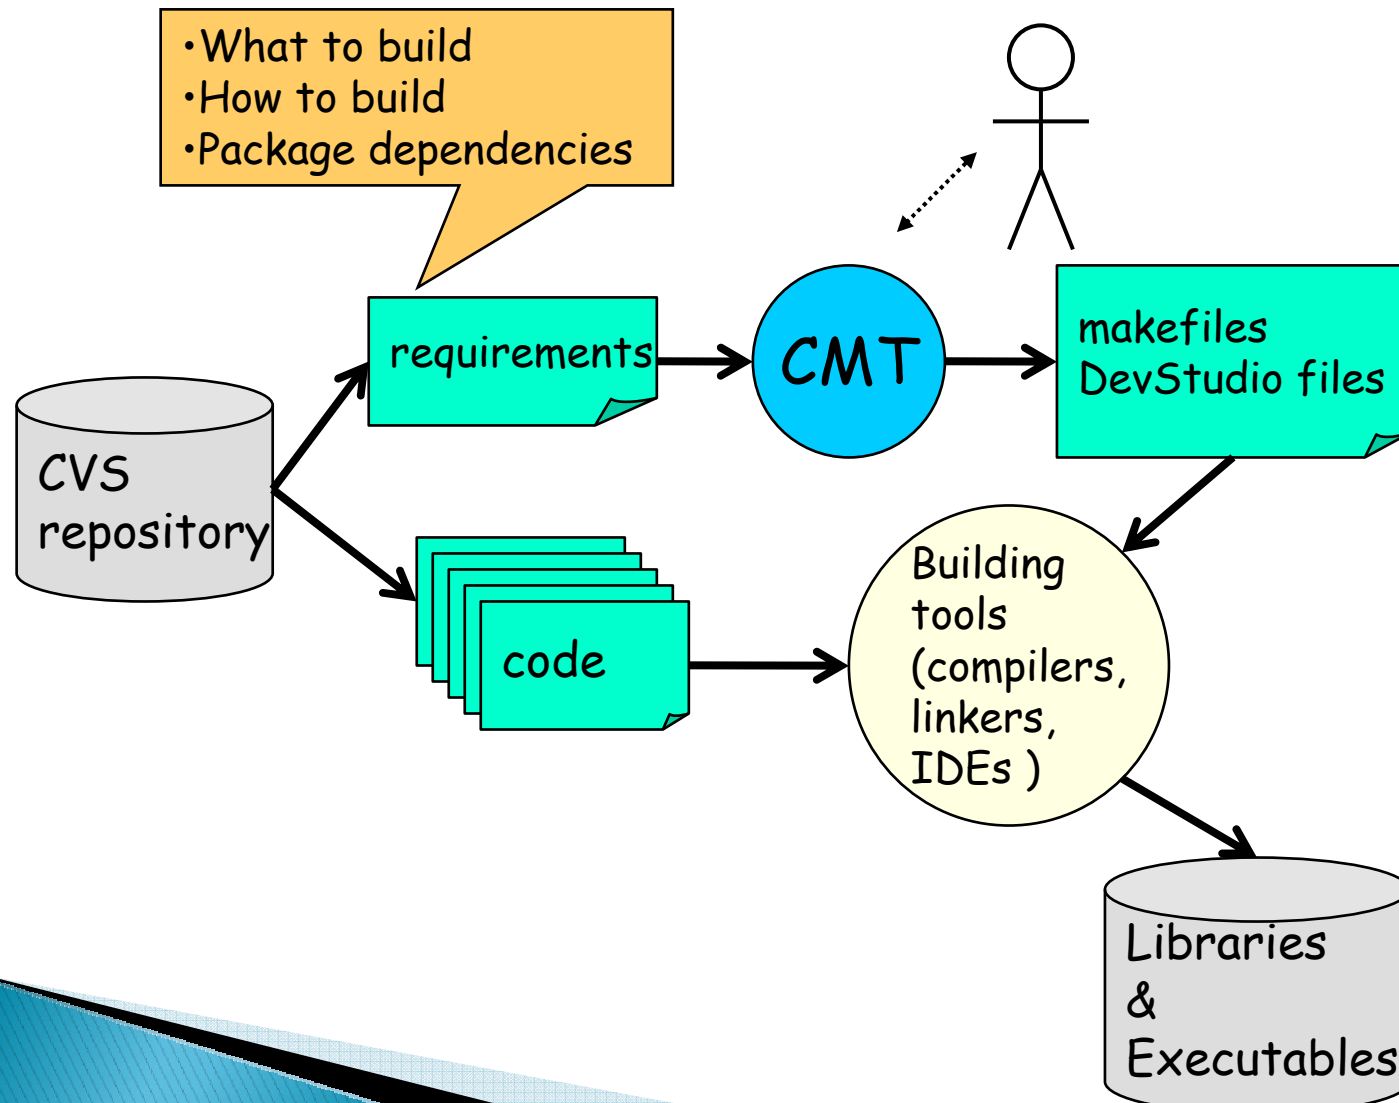 •What to build
•How to build
•Package dependencies
requirements
CMT
makefiles
DevStudio files
CVS
repository
code
Building
tools
(compilers,
linkers,
IDEs )
Libraries
&
Executables